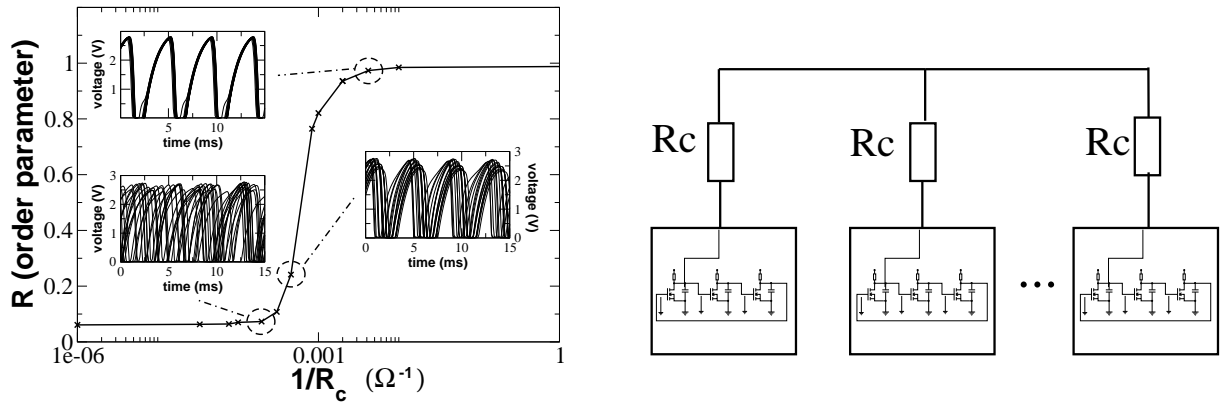 R (order parameter)
1
0.8
0.6
0.4
0.2
0
1e-06
0.001
1
1/Rc (Ω-1)
voltage (V)
2
1
5
10
time (ms)
voltage (V)
3
2
1
0
0
5
10
15
time (ms)
3
2
1
0
voltage (V)
0
5
10
15
time (ms)
Rc
Rc
Rc